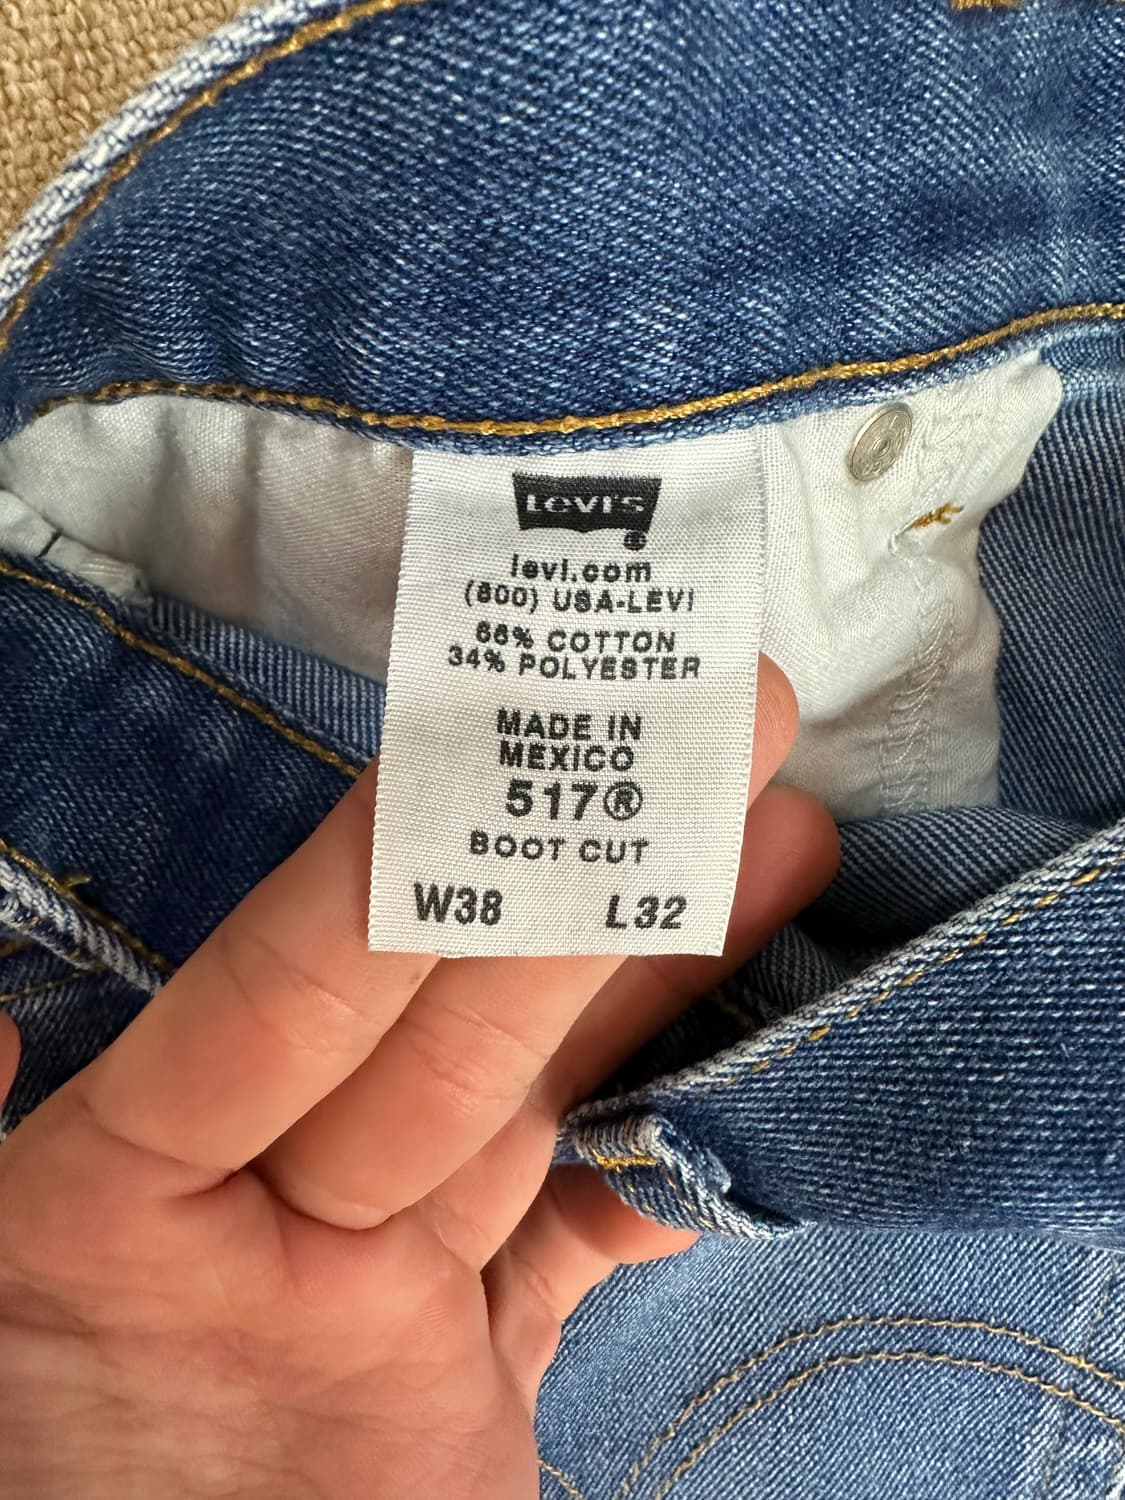 Levi's
®
levi.com
(800) USA-LEVI
66% COTTON
34% POLYESTER
MADE IN
MEXICO
517®
BOOT CUT
W38 L32